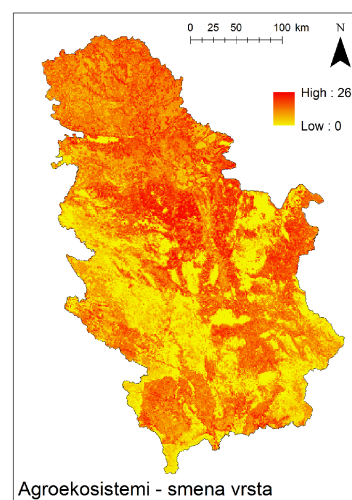 0 25 50 100 km
N
High : 26
Low : 0
Agroekosistemi - smena vrsta